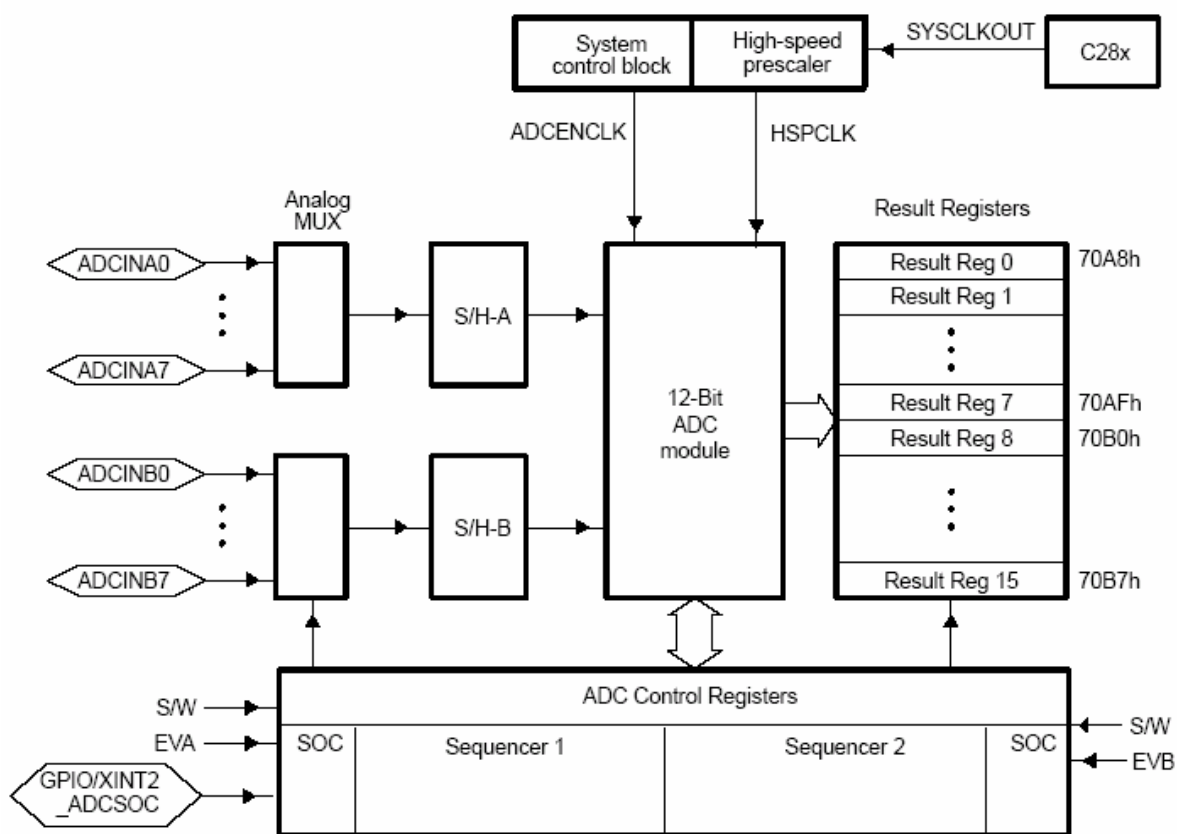 System
control block
High-speed
prescaler
SYSCLKOUT
C28x
ADCENCLK
HSPCLK
Analog
MUX
Result Registers
ADCINA0
ADCINA7
S/H-A
12-Bit
ADC
module
Result Reg 0
70A8h
Result Reg 1
Result Reg 7
70AFh
Result Reg 8
70B0h
ADCINB0
ADCINB7
S/H-B
Result Reg 15
70B7h
ADC Control Registers
S/W
EVA
GPIO/XINT2
_ADCSOC
SOC
Sequencer 1
Sequencer 2
SOC
S/W
EVB